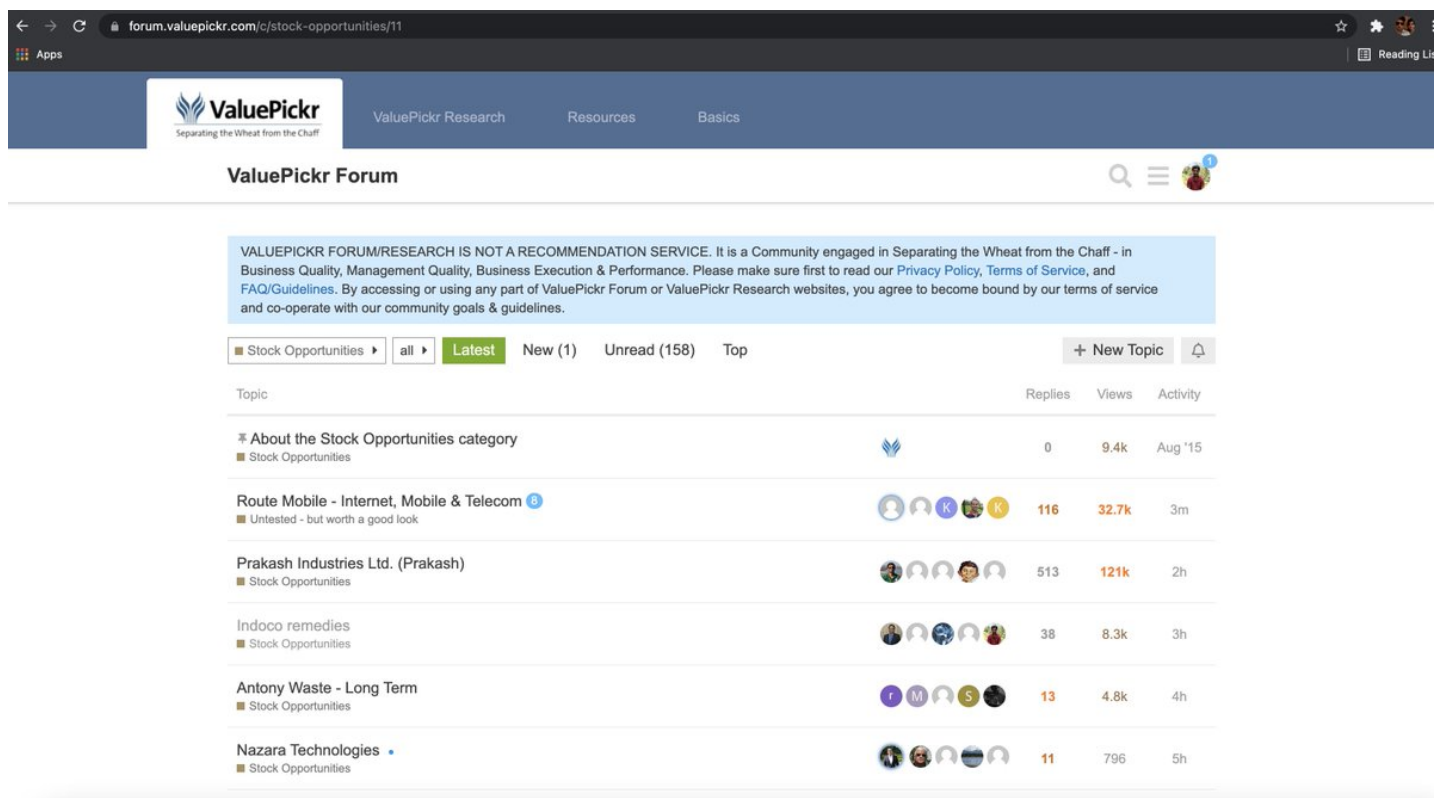 forum.valuepickr.com/c/stock-opportunities/11
Apps
Reading Lis
ValuePickr
Separating the Wheat from the Chaff
ValuePickr Research Resources Basics
ValuePickr Forum
1
VALUEPICKR FORUM/RESEARCH IS NOT A RECOMMENDATION SERVICE. It is a Community engaged in Separating the Wheat from the Chaff - in
Business Quality, Management Quality, Business Execution & Performance. Please make sure first to read our Privacy Policy, Terms of Service, and
FAQ/Guidelines. By accessing or using any part of ValuePickr Forum or ValuePickr Research websites, you agree to become bound by our terms of service
and co-operate with our community goals & guidelines.
Stock Opportunities all Latest New (1) Unread (158) Top + New Topic
Topic Replies Views Activity
About the Stock Opportunities category 0 9.4k Aug '15
Stock Opportunities
Route Mobile - Internet, Mobile & Telecom 8 K K 116 32.7k 3m
Untested - but worth a good look
Prakash Industries Ltd. (Prakash) 513 121k 2h
Stock Opportunities
Indoco remedies 38 8.3k 3h
Stock Opportunities
Antony Waste - Long Term r M S 13 4.8k 4h
Stock Opportunities
Nazara Technologies 11 796 5h
Stock Opportunities